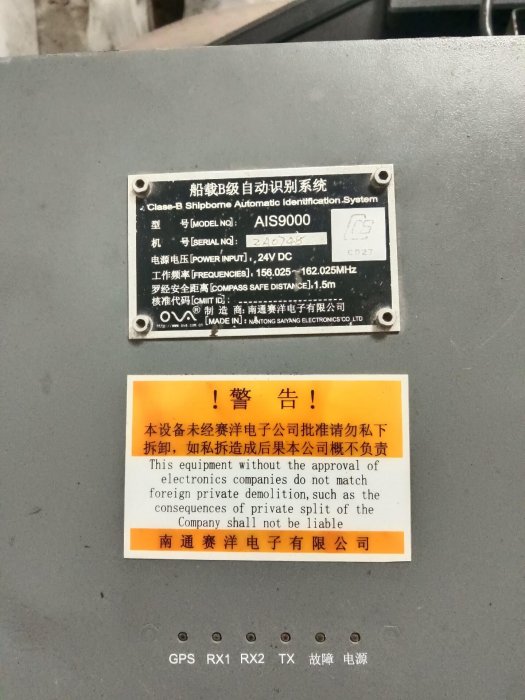 船载B级自动识别系统
Class-B Shipborne Automatic Identification System
型 号[MODEL NO]: AIS9000
机 号[SERIAL NO]:
电源电压[POWER INPUT]: 24V DC
工作频率[FREQUENCIES]: 156.025~162.025MHz
罗经安全距离[COMPASS SAFE DISTANCE]: 1.5m
核准代码[CMIIT ID]:
OVA® 制 造 商: 南通赛洋电子有限公司
[MADE IN]: NANTONG SAIYANG ELECTRONICS CO.,LTD
!警 告!
本设备未经赛洋电子公司批准请勿私下
拆卸，如私拆造成后果本公司概不负责
This equipment without the approval of
electronics companies do not match
foreign private demolition,such as the
consequences of private split of the
Company shall not be liable
南通赛洋电子有限公司
GPS RX1 RX2 TX 故障 电源